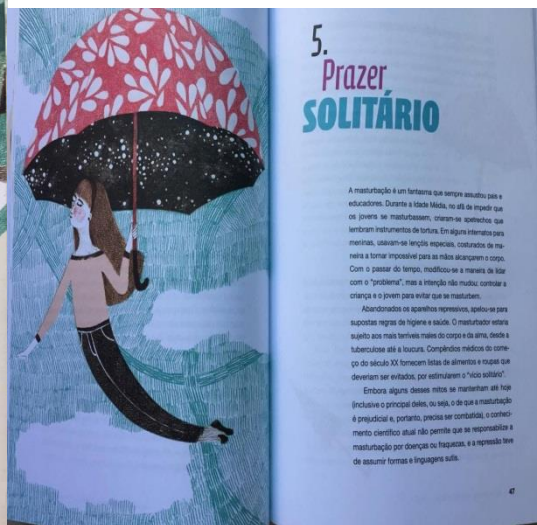 5.
Prazer
SOLITÁRIO
A masturbação é um fantasma que sempre assustou pais e
educadores. Durante a Idade Média, no afã de impedir que
os jovens se masturbassem, criaram-se apetrechos que
lembram instrumentos de tortura. Em alguns internatos para
meninas, usavam-se lençóis especiais, costurados de ma-
neira a tornar impossível para as mãos alcançarem o corpo.
Com o passar do tempo, modificou-se a maneira de lidar
com o “problema”, mas a intenção não mudou: controlar a
criança e o jovem para evitar que se masturbem.
Abandonados os aparelhos repressivos, apelou-se para
supostas regras de higiene e saúde. O masturbador estaria
sujeito aos mais terríveis males do corpo e da alma, desde a
tuberculose até a loucura. Compêndios médicos do come-
ço do século XX fornecem listas de alimentos e roupas que
deveriam ser evitados, por estimularem o “vício solitário”.
Embora alguns desses mitos se mantenham até hoje
(inclusive o principal deles, ou seja, o de que a masturbação
é prejudicial e, portanto, precisa ser combatida), o conheci-
mento científico atual não permite que se responsabilize a
masturbação por doenças ou fraquezas, e a repressão teve
de assumir formas e linguagens sutis.
47